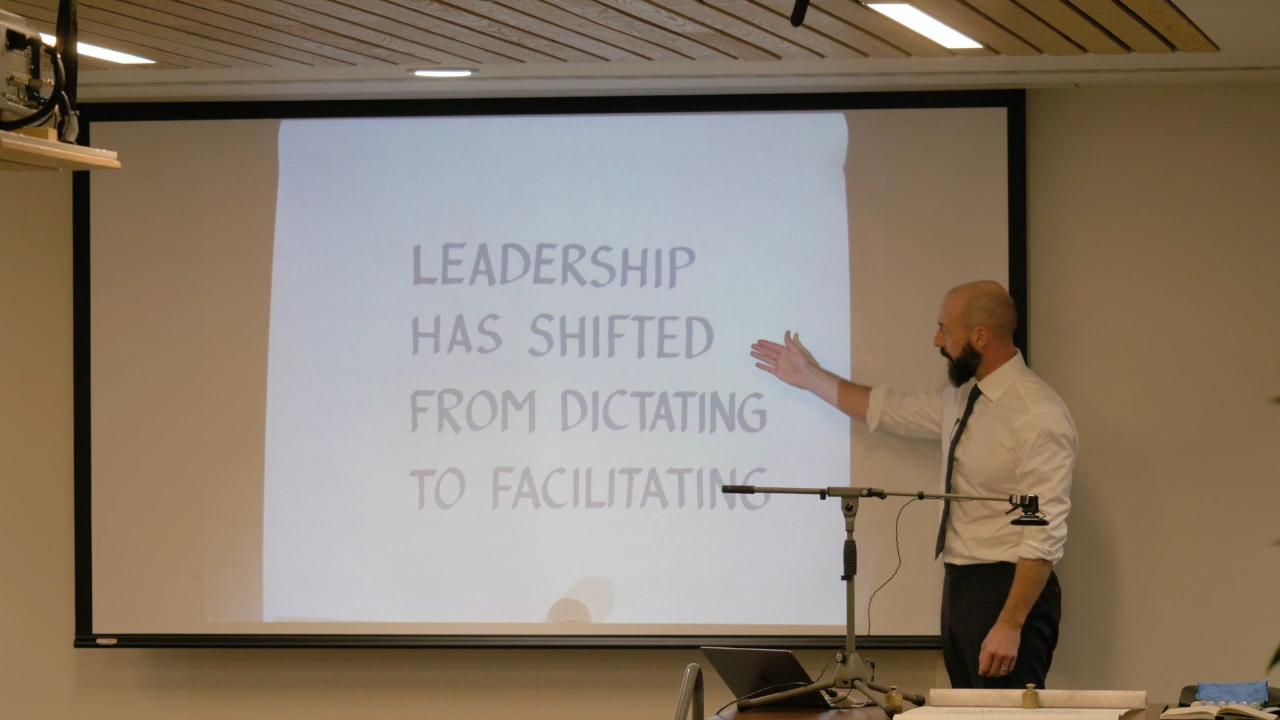 LEADERSHIP
HAS SHIFTED
FROM DICTATING
TO FACILITATING